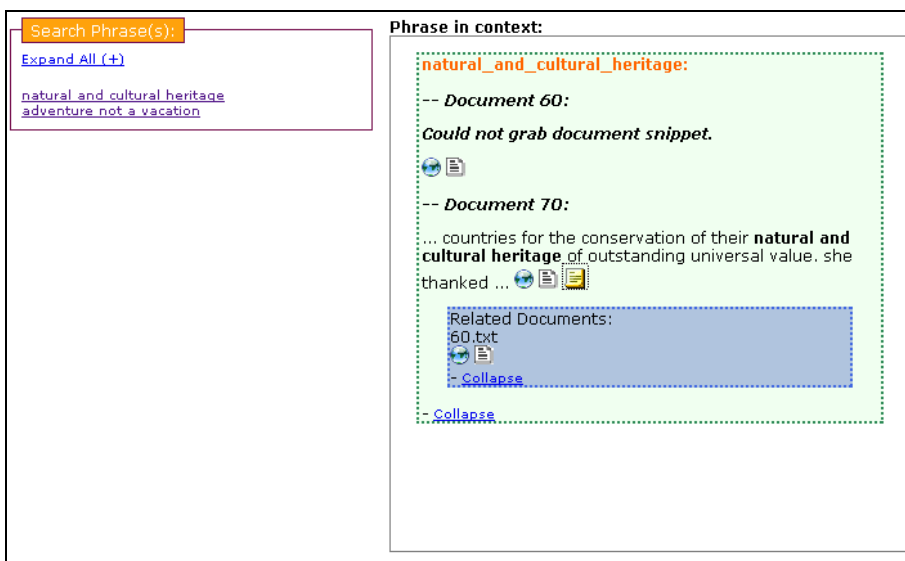 Search Phrase(s):
Expand All (+)
natural and cultural heritage
adventure not a vacation
Phrase in context:
natural_and_cultural_heritage:
-- Document 60:
Could not grab document snippet.
-- Document 70:
... countries for the conservation of their natural and
cultural heritage of outstanding universal value. she
thanked ...
Related Documents:
60.txt
- Collapse
- Collapse